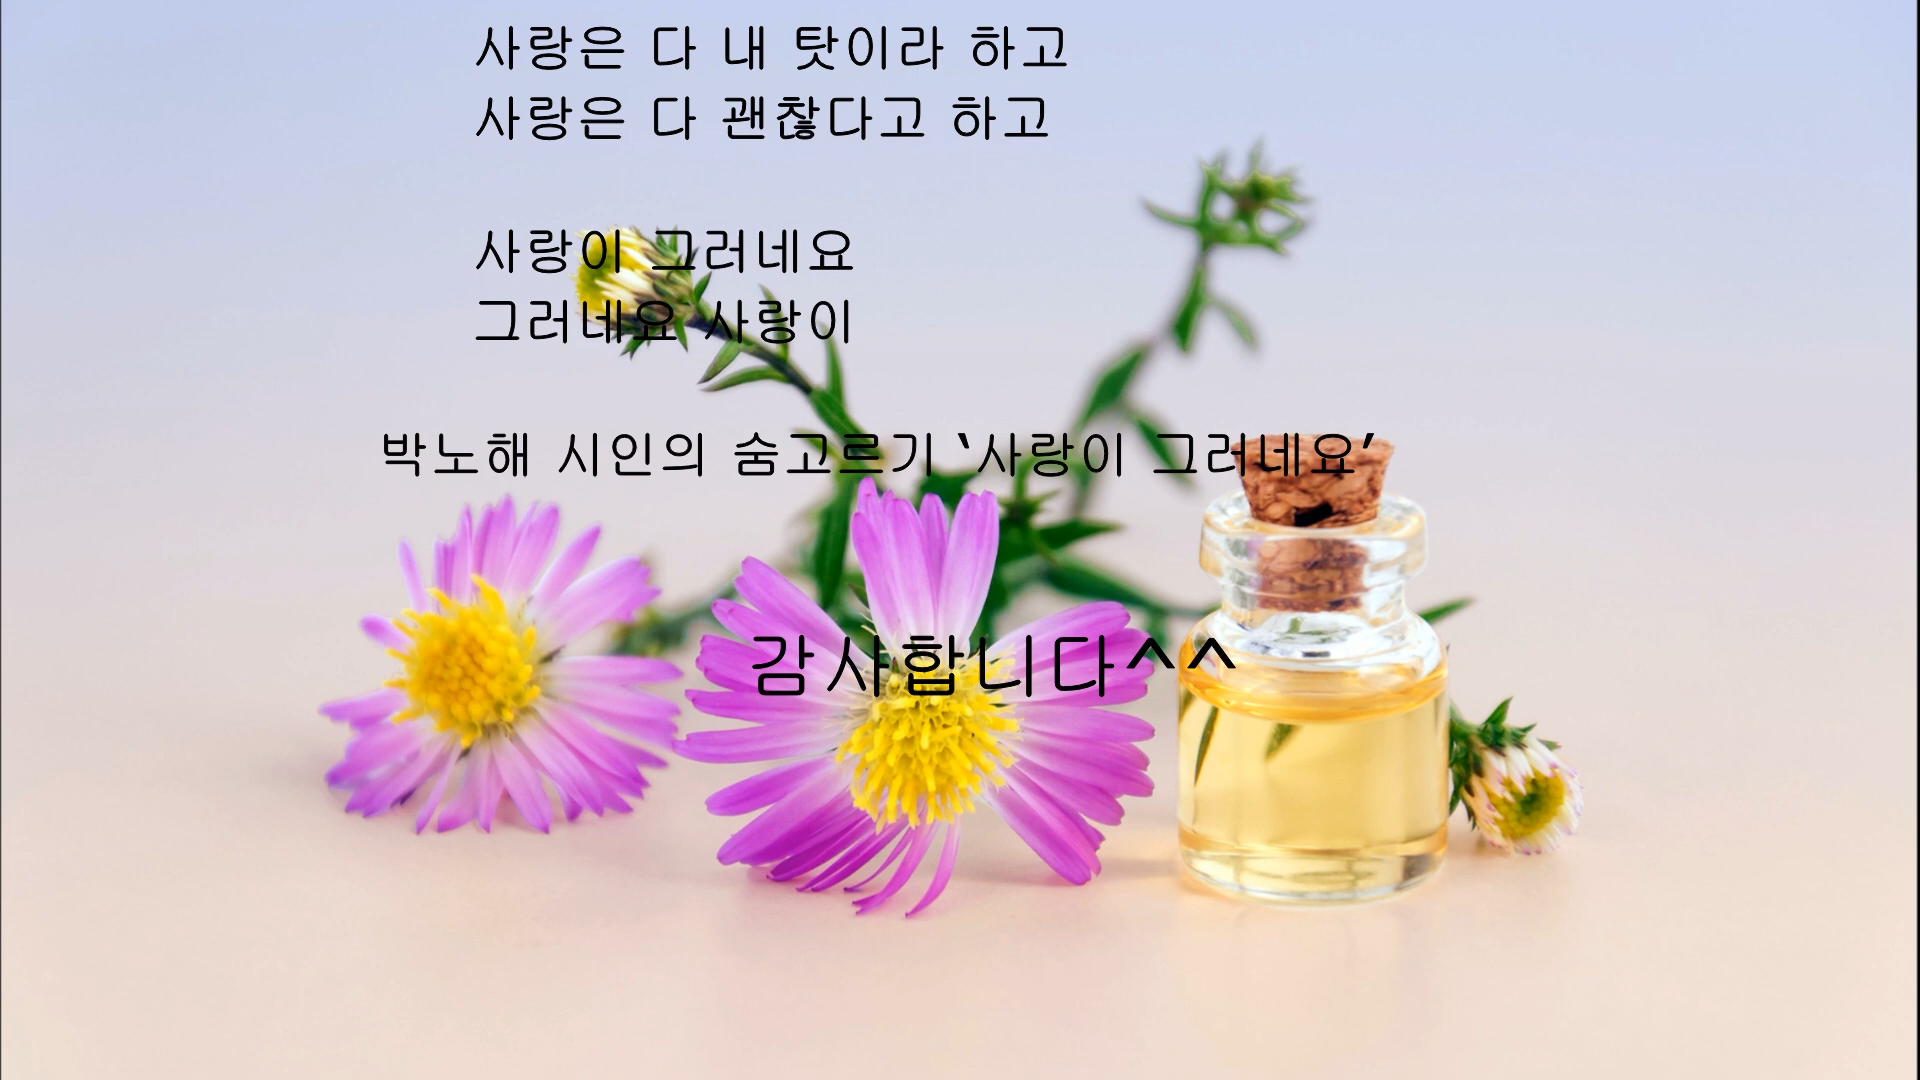 사랑은 다 내 탓이라 하고
사랑은 다 괜찮다고 하고
사랑이 그러네요
그러네요 사랑이
박노해 시인의 숨고르기 ‘사랑이 그러네요’
감사합니다^^